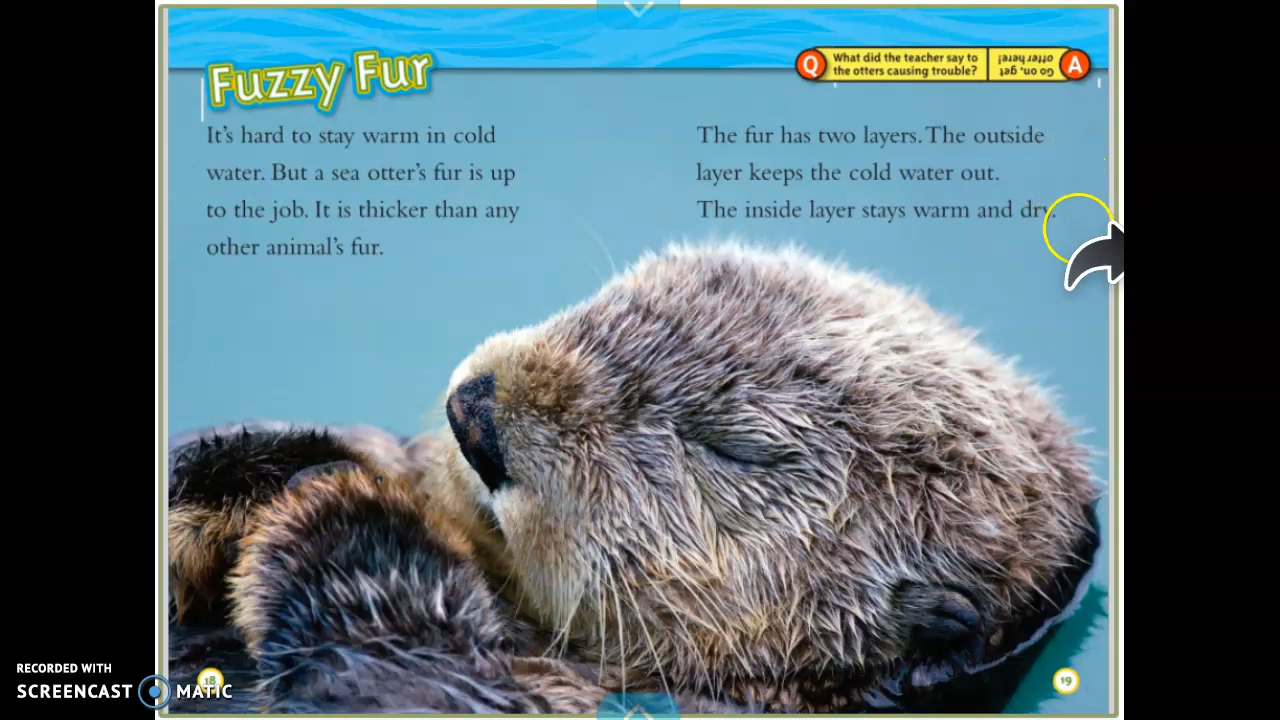 Fuzzy Fur
Q
What did the teacher say to
the otters causing trouble?
Go on, get
otter here!
A
It's hard to stay warm in cold
water. But a sea otter's fur is up
to the job. It is thicker than any
other animal's fur.
The fur has two layers. The outside
layer keeps the cold water out.
The inside layer stays warm and dry.
18
19
RECORDED WITH
SCREENCAST MATIC